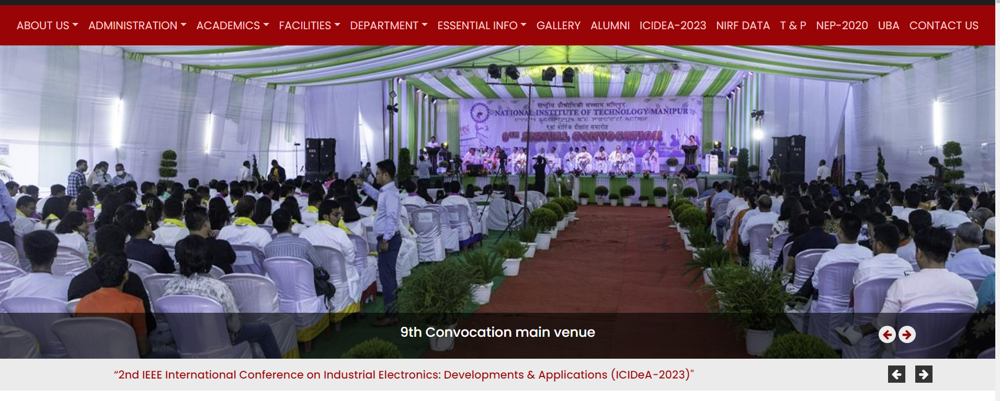 ABOUT US ADMINISTRATION ACADEMICS FACILITIES DEPARTMENT ESSENTIAL INFO GALLERY ALUMNI ICIDEA-2023 NIRF DATA T & P NEP-2020 UBA CONTACT US
राष्ट्रीय प्रौद्योगिकी संस्थान मणिपुर
NATIONAL INSTITUTE OF TECHNOLOGY MANIPUR
९वां वार्षिक दीक्षांत समारोह
9TH ANNUAL CONVOCATION
Venue
9th Convocation main venue
“2nd IEEE International Conference on Industrial Electronics: Developments & Applications (ICIDeA-2023)"